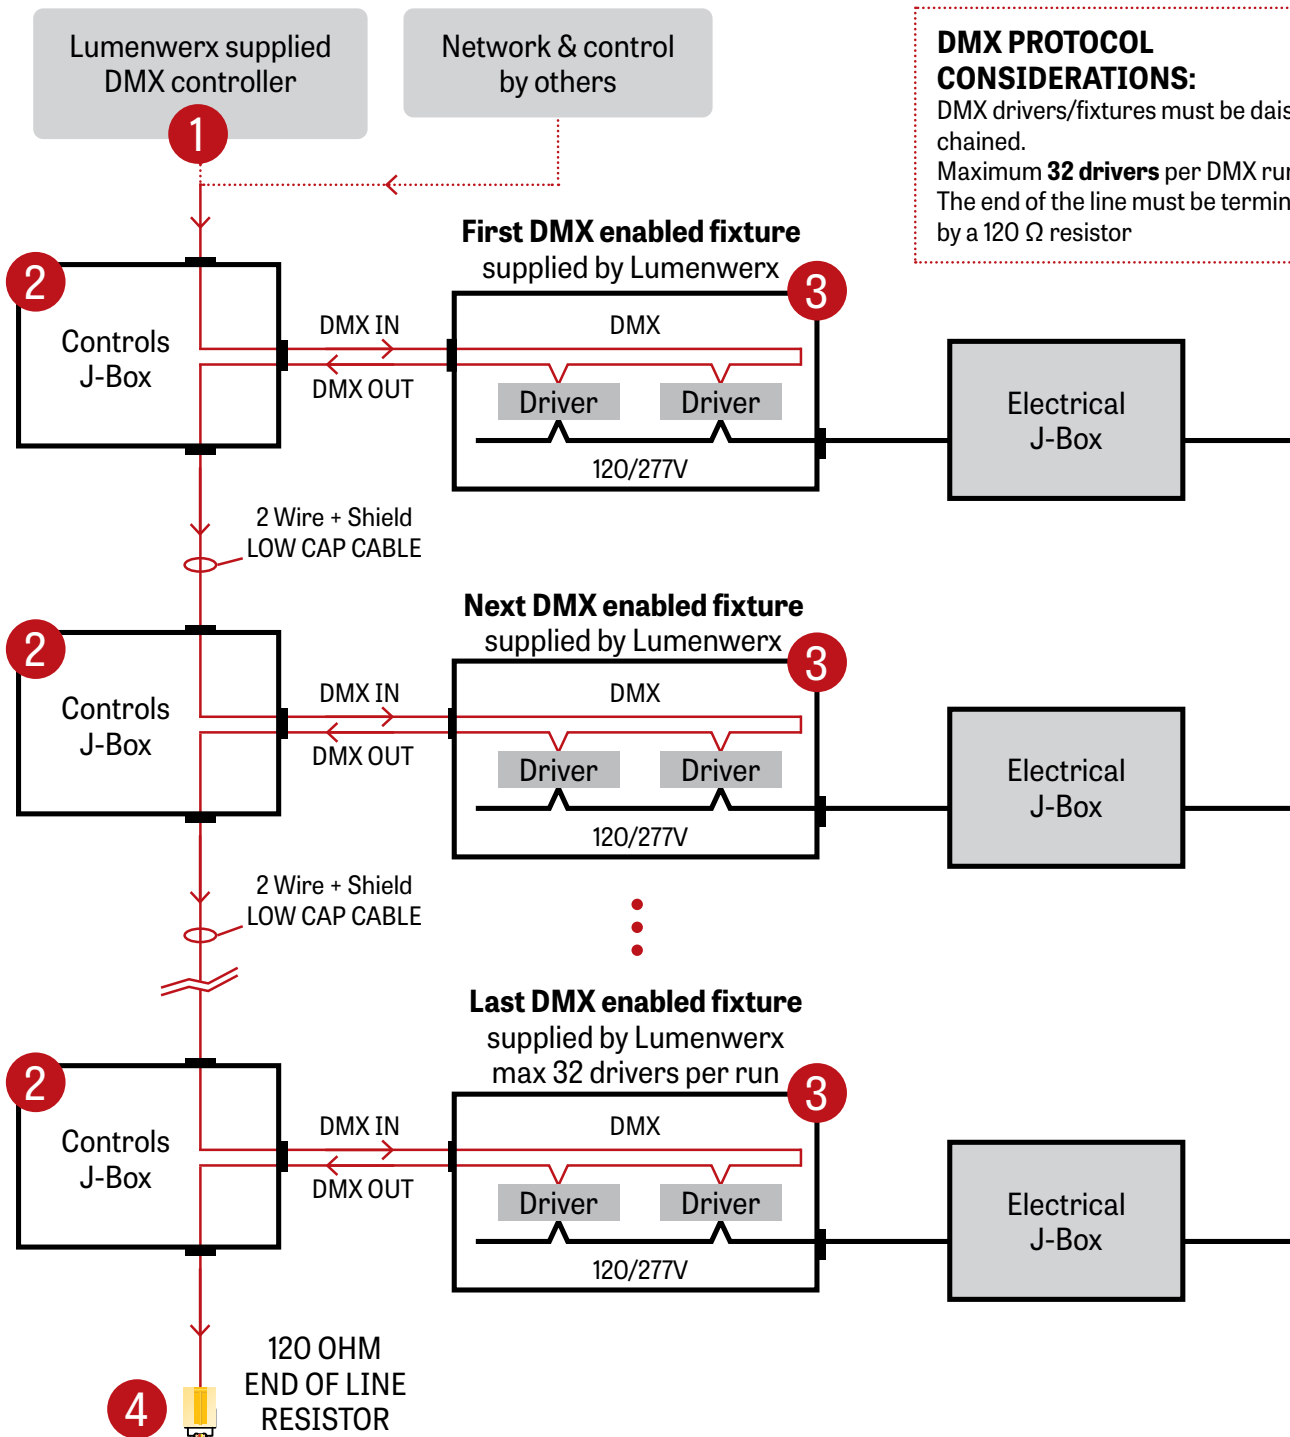 Lumenwerx supplied
DMX controller
1
Network & control
by others
DMX PROTOCOL
CONSIDERATIONS:
DMX drivers/fixtures must be dais
chained.
Maximum 32 drivers per DMX run
The end of the line must be termin
by a 120 Ω resistor
2
Controls
J-Box
DMX IN
DMX OUT
First DMX enabled fixture
supplied by Lumenwerx
3
DMX
Driver
Driver
120/277V
Electrical
J-Box
2 Wire + Shield
LOW CAP CABLE
2
Controls
J-Box
DMX IN
DMX OUT
Next DMX enabled fixture
supplied by Lumenwerx
3
DMX
Driver
Driver
120/277V
Electrical
J-Box
2 Wire + Shield
LOW CAP CABLE
2
Controls
J-Box
DMX IN
DMX OUT
Last DMX enabled fixture
supplied by Lumenwerx
max 32 drivers per run
3
DMX
Driver
Driver
120/277V
Electrical
J-Box
4
120 OHM
END OF LINE
RESISTOR